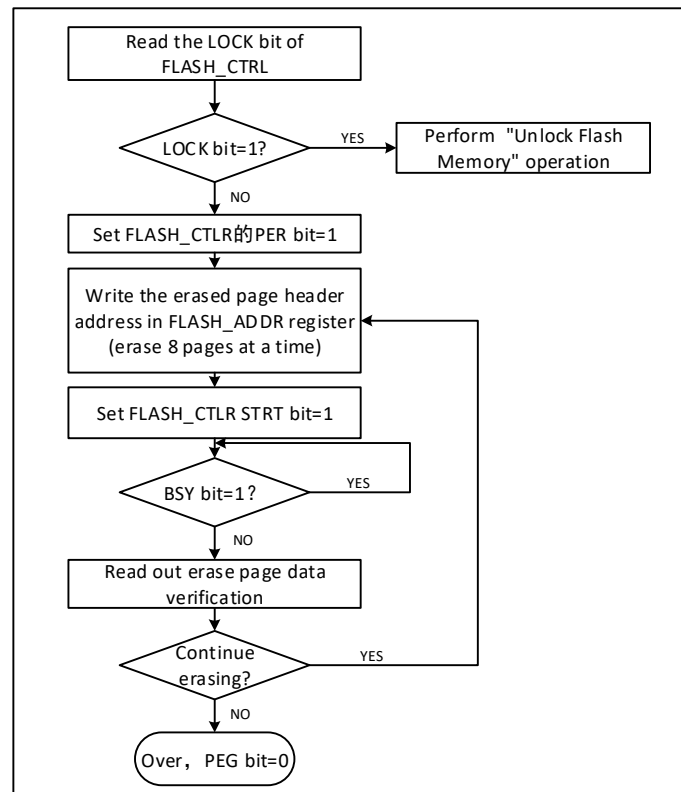 Read the LOCK bit of
FLASH_CTRL
LOCK bit=1?
YES
Perform "Unlock Flash
Memory" operation
NO
Set FLASH_CTLR的PER bit=1
Write the erased page header
address in FLASH_ADDR register
(erase 8 pages at a time)
Set FLASH_CTLR STRT bit=1
BSY bit=1?
YES
NO
Read out erase page data
verification
Continue
erasing?
YES
NO
Over，PEG bit=0